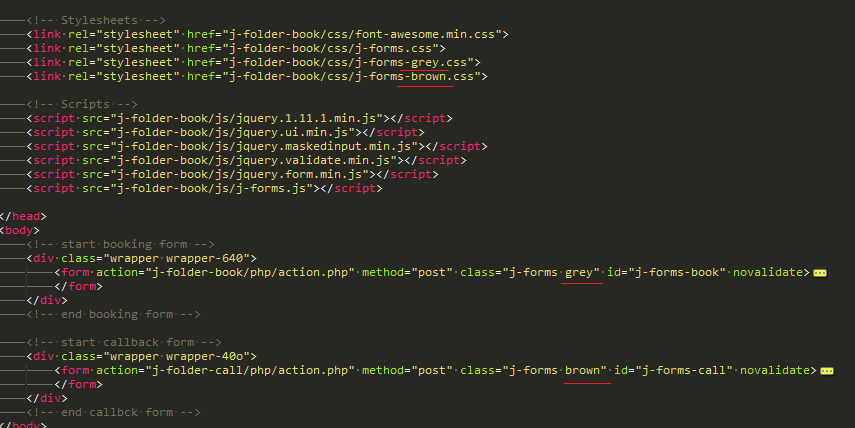 <!-- Stylesheets -->
<link rel="stylesheet" href="j-folder-book/css/font-awesome.min.css">
<link rel="stylesheet" href="j-folder-book/css/j-forms.css">
<link rel="stylesheet" href="j-folder-book/css/j-forms-grey.css">
<link rel="stylesheet" href="j-folder-book/css/j-forms-brown.css">
<!-- Scripts -->
<script src="j-folder-book/js/jquery.1.11.1.min.js"></script>
<script src="j-folder-book/js/jquery.ui.min.js"></script>
<script src="j-folder-book/js/jquery.maskedinput.min.js"></script>
<script src="j-folder-book/js/jquery.validate.min.js"></script>
<script src="j-folder-book/js/jquery.form.min.js"></script>
<script src="j-folder-book/js/j-forms.js"></script>
</head>
<body>
<!-- start booking form -->
<div class="wrapper wrapper-640">
<form action="j-folder-book/php/action.php" method="post" class="j-forms grey" id="j-forms-book" novalidate>
</form>
</div>
<!-- end booking form -->
<!-- start callback form -->
<div class="wrapper wrapper-40o">
<form action="j-folder-call/php/action.php" method="post" class="j-forms brown" id="j-forms-call" novalidate>
</form>
</div>
<!-- end callbck form -->
</body>